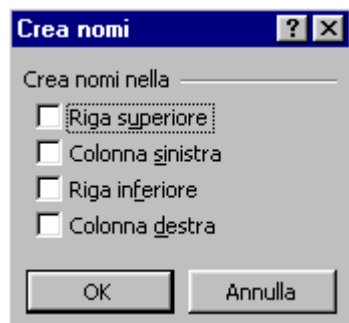 Crea nomi
Crea nomi nella
Riga superiore
Colonna sinistra
Riga inferiore
Colonna destra
OK Annulla